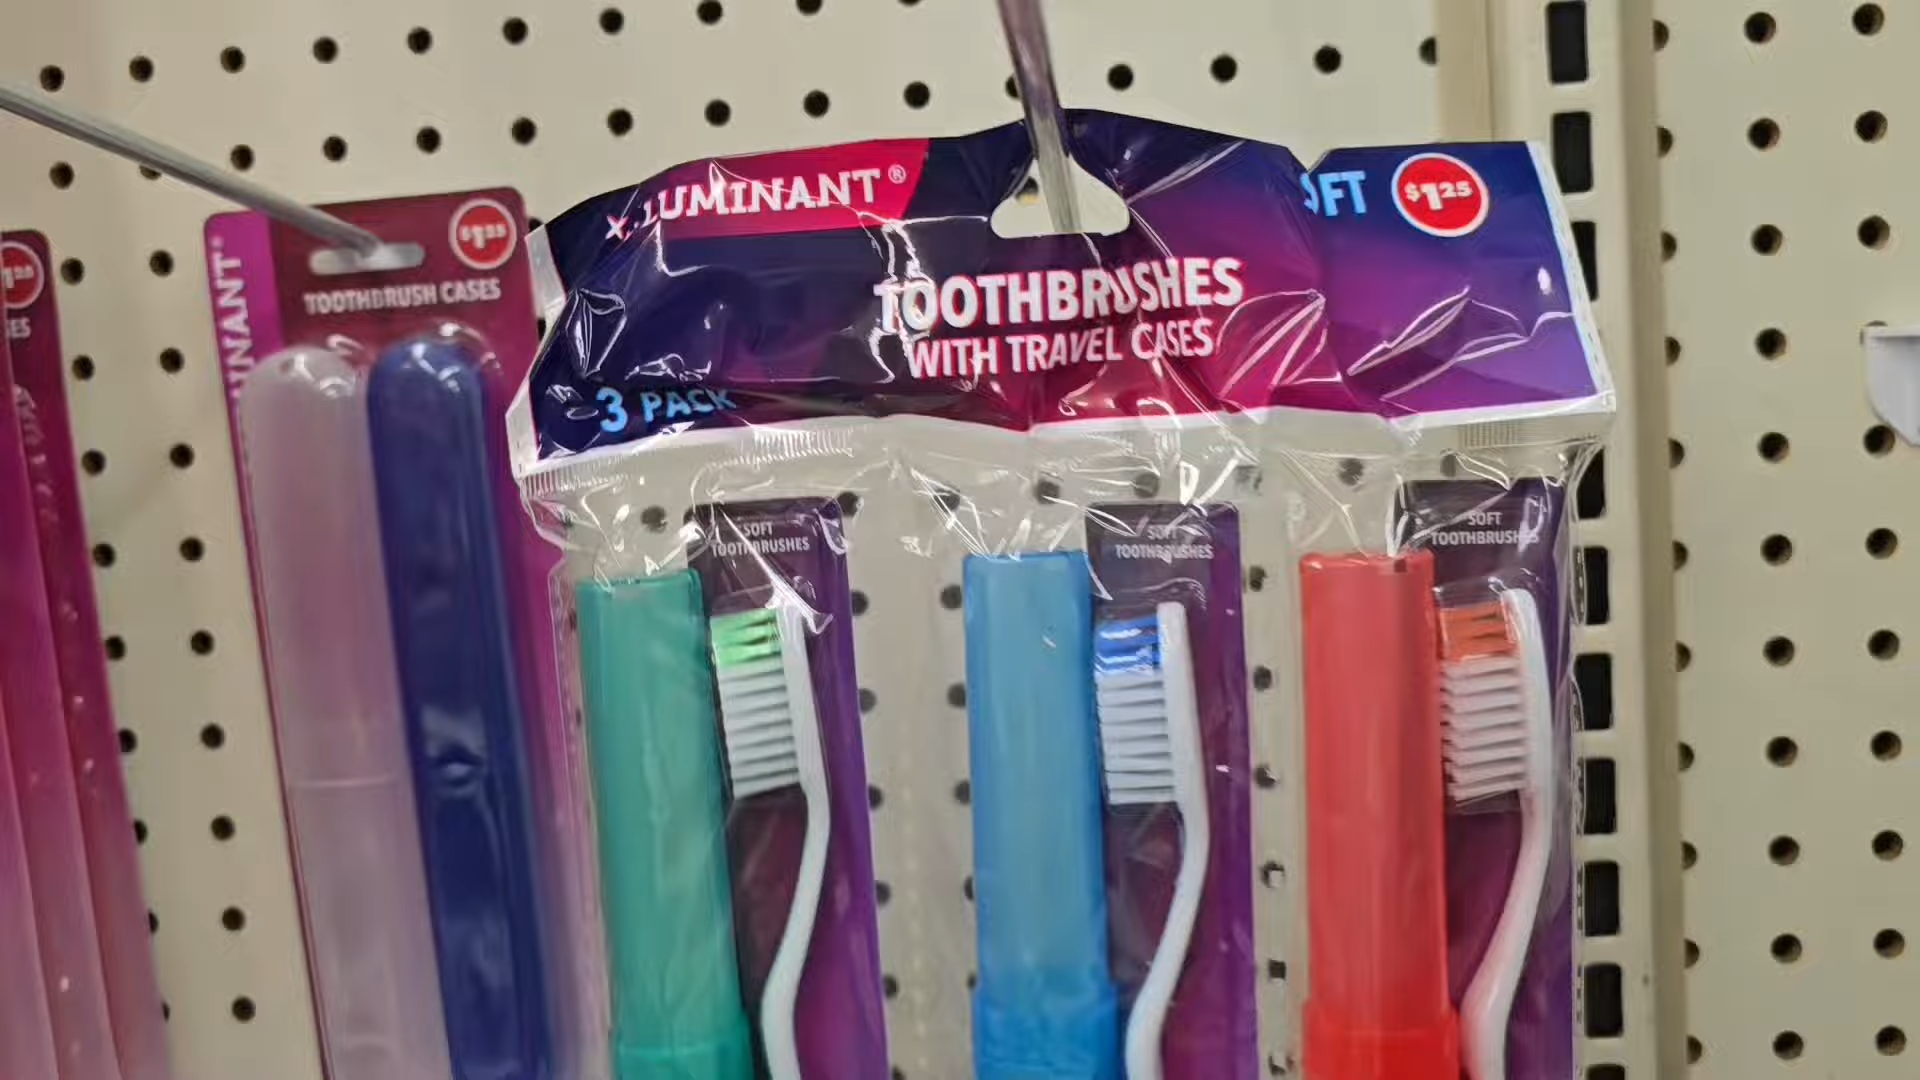 $1.25
TOOTHBRUSH CASES
LUMINANT®
FT
$1.25
TOOTHBRUSHES
WITH TRAVEL CASES
3 PACK
SOFT
TOOTHBRUSHES
SOFT
TOOTHBRUSHES
SOFT
TOOTHBRUSHES